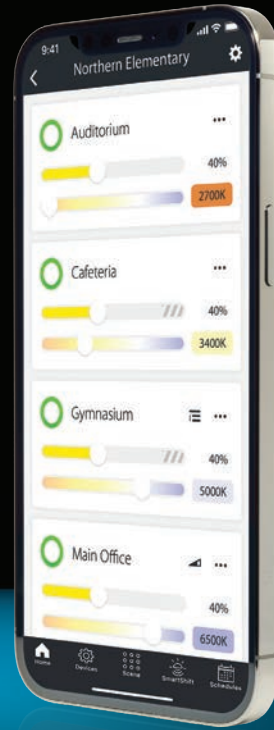 9:41
Northern Elementary
Auditorium
40%
2700K
Cafeteria
40%
3400K
Gymnasium
40%
5000K
Main Office
40%
6500K
Home Devices Scene SmartShift Schedules